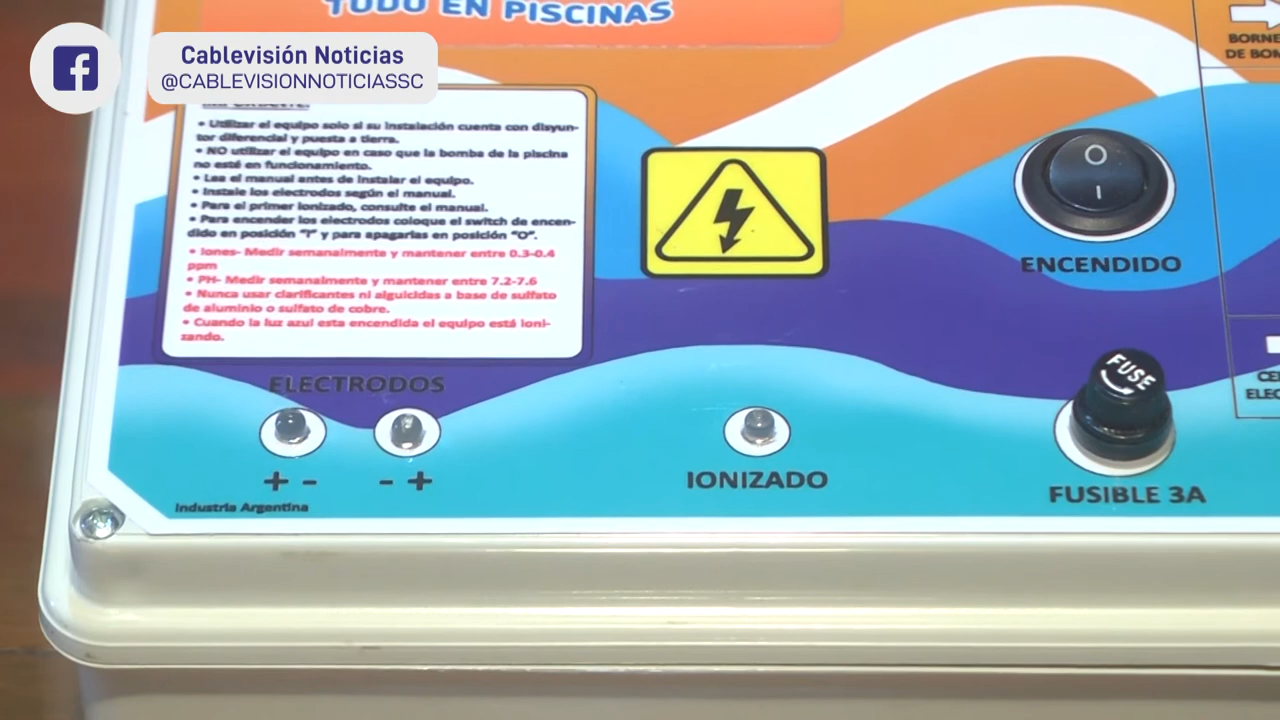 TODO EN PISCINAS
Cablevisión Noticias
@CABLEVISIONNOTICIASSC
BORNE
DE BOM
• Utilizar el equipo solo si su instalación cuenta con disyun-
tor diferencial y puesta a tierra.
• NO utilizar el equipo en caso que la bomba de la piscina
no esté en funcionamiento.
• Lea el manual antes de instalar el equipo.
• Instale los electrodos según el manual.
• Para el primer ionizado, consulte el manual.
• Para encender los electrodos coloque el switch de encen-
dido en posición "I" y para apagarlas en posición "O".
• Iones- Medir semanalmente y mantener entre 0.3-0.4
ppm
• PH- Medir semanalmente y mantener entre 7.2-7.6
• Nunca usar clarificantes ni alguicidas a base de sulfato
de aluminio o sulfato de cobre.
• Cuando la luz azul esta encendida el equipo está ioni-
zando.
O
I
ENCENDIDO
FUSE
ELEC
ELECTRODOS
+ -
- +
IONIZADO
FUSIBLE 3A
Industria Argentina